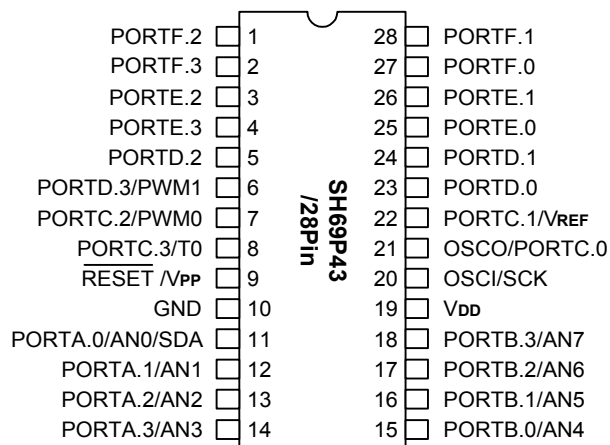 PORTF.2 1 28 PORTF.1
PORTF.3 2 27 PORTF.0
PORTE.2 3 26 PORTE.1
PORTE.3 4 25 PORTE.0
PORTD.2 5 24 PORTD.1
PORTD.3/PWM1 6 23 PORTD.0
PORTC.2/PWM0 7 22 PORTC.1/VREF
PORTC.3/T0 8 21 OSCO/PORTC.0
RESET /VPP 9 20 OSCI/SCK
GND 10 19 VDD
PORTA.0/AN0/SDA 11 18 PORTB.3/AN7
PORTA.1/AN1 12 17 PORTB.2/AN6
PORTA.2/AN2 13 16 PORTB.1/AN5
PORTA.3/AN3 14 15 PORTB.0/AN4
SH69P43
/28Pin